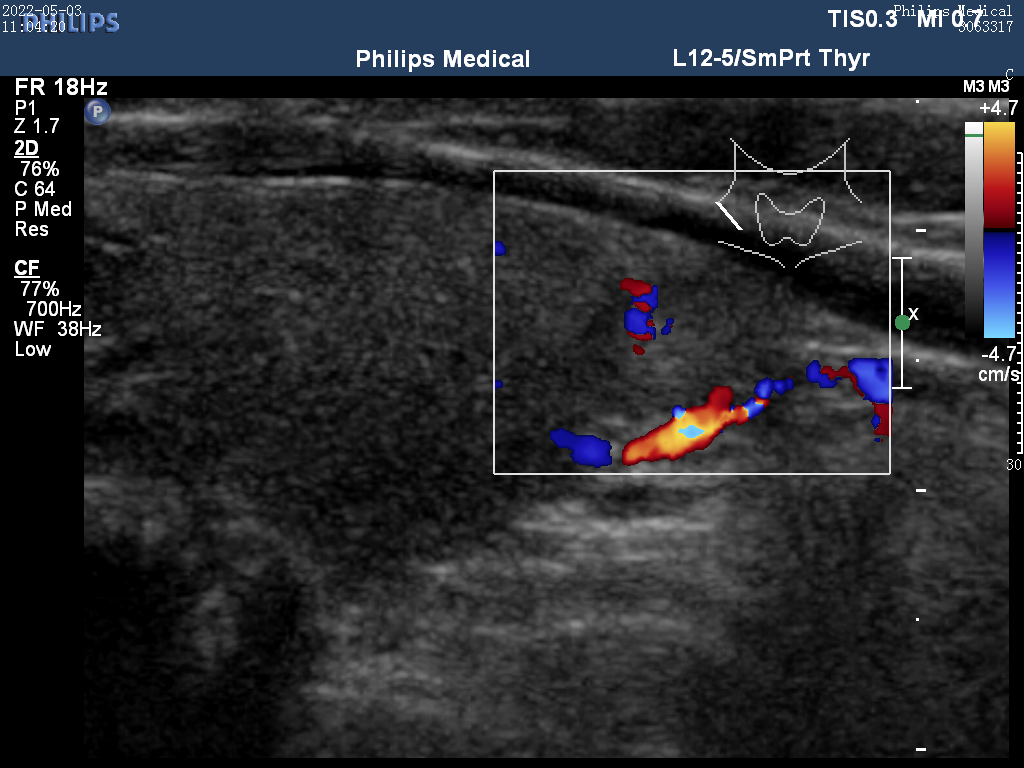 2022-05-03
11:04:20
PHILIPS
TIS0.3 MI 0.7
Philips Medical
Philips Medical
L12-5/SmPrt Thyr
C
FR 18Hz
M3 M3
P1
+4.7
Z 1.7
2D
76%
C 64
P Med
Res
CF
77%
700Hz
WF 38Hz
Low
P
x
-4.7
cm/s
30